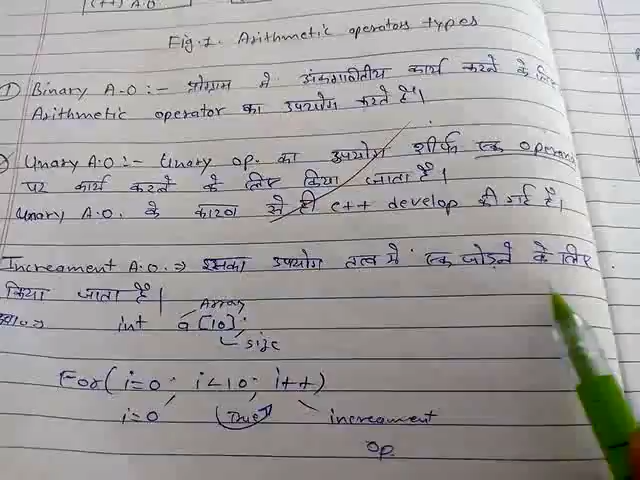 (++) A.O
Fig. 1. Arithmetic operators types
① Binary A.O :- प्रोग्राम मे अंकगणितीय कार्य करने के लिए
Arithmetic operator का उपयोग करते हैं।
Unary A.O :- Unary op. का उपयोग शीर्फ एक operand
पर कार्य करने के लिए किया जाता है।
Unary A.O. के कारण से ही c++ develop की गई है।
Increament A.O. => इसका उपयोग तत्व मे एक जोड़ने के लिए
किया जाता है।
Array
int a [10];
size
For( i=0; i<10; i++)
i=0 True increament
op